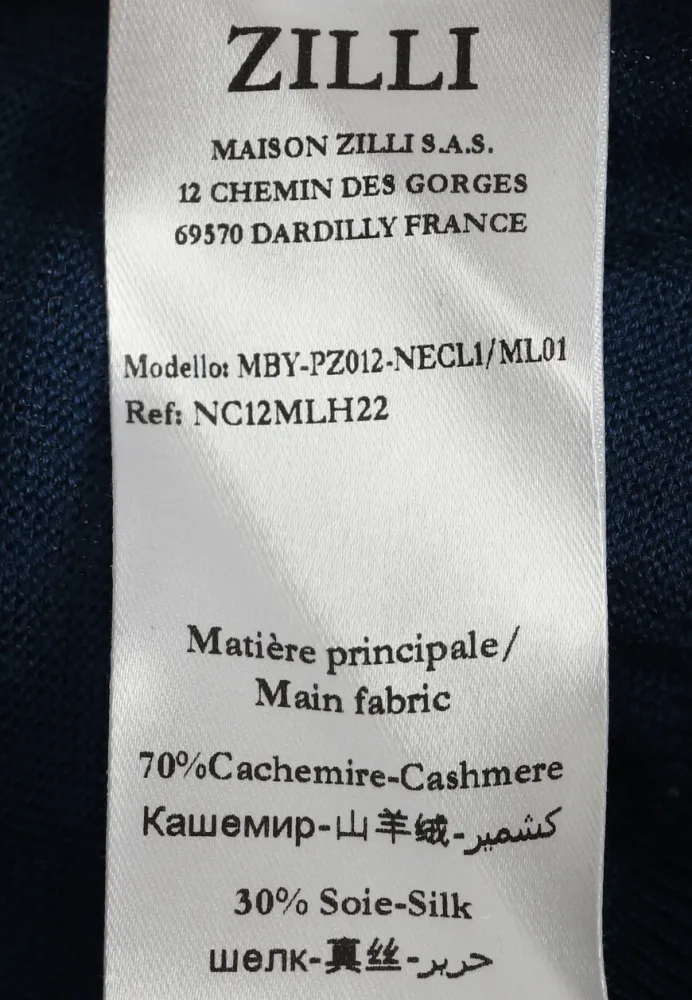 ZILLI
MAISON ZILLI S.A.S.
12 CHEMIN DES GORGES
69570 DARDILLY FRANCE
Modello: MBY-PZ012-NECL1/ML01
Ref: NC12MLH22
Matière principale/
Main fabric
70%Cachemire-Cashmere
Кашемир-山羊绒-كشمير
30% Soie-Silk
шелк-真丝-حرير